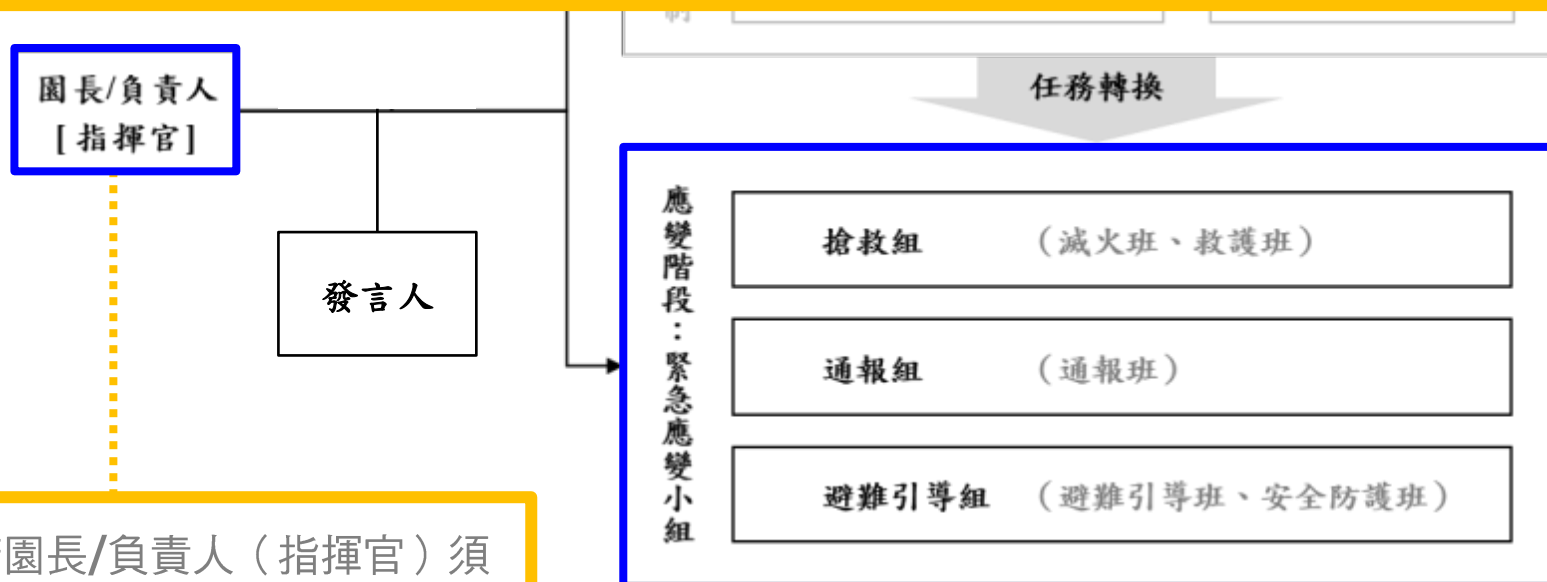 園長/負責人
[指揮官]
任務轉換
發言人
應變階段：緊急應變小組
搶救組 （滅火班、救護班）
通報組 （通報班）
避難引導組 （避難引導班、安全防護班）
園長/負責人（指揮官）須